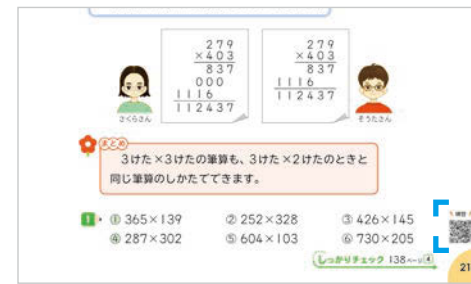 279
×403
837
000
1116
112437
さくらさん
279
×403
837
1116
112437
そうたさん
まとめ
3けた×3けたの筆算も、3けた×2けたのときと
同じ筆算のしかたでできます。
1 ① 365×139 ② 252×328 ③ 426×145
④ 287×302 ⑤ 604×103 ⑥ 730×205
しっかりチェック 138ページ 4
21